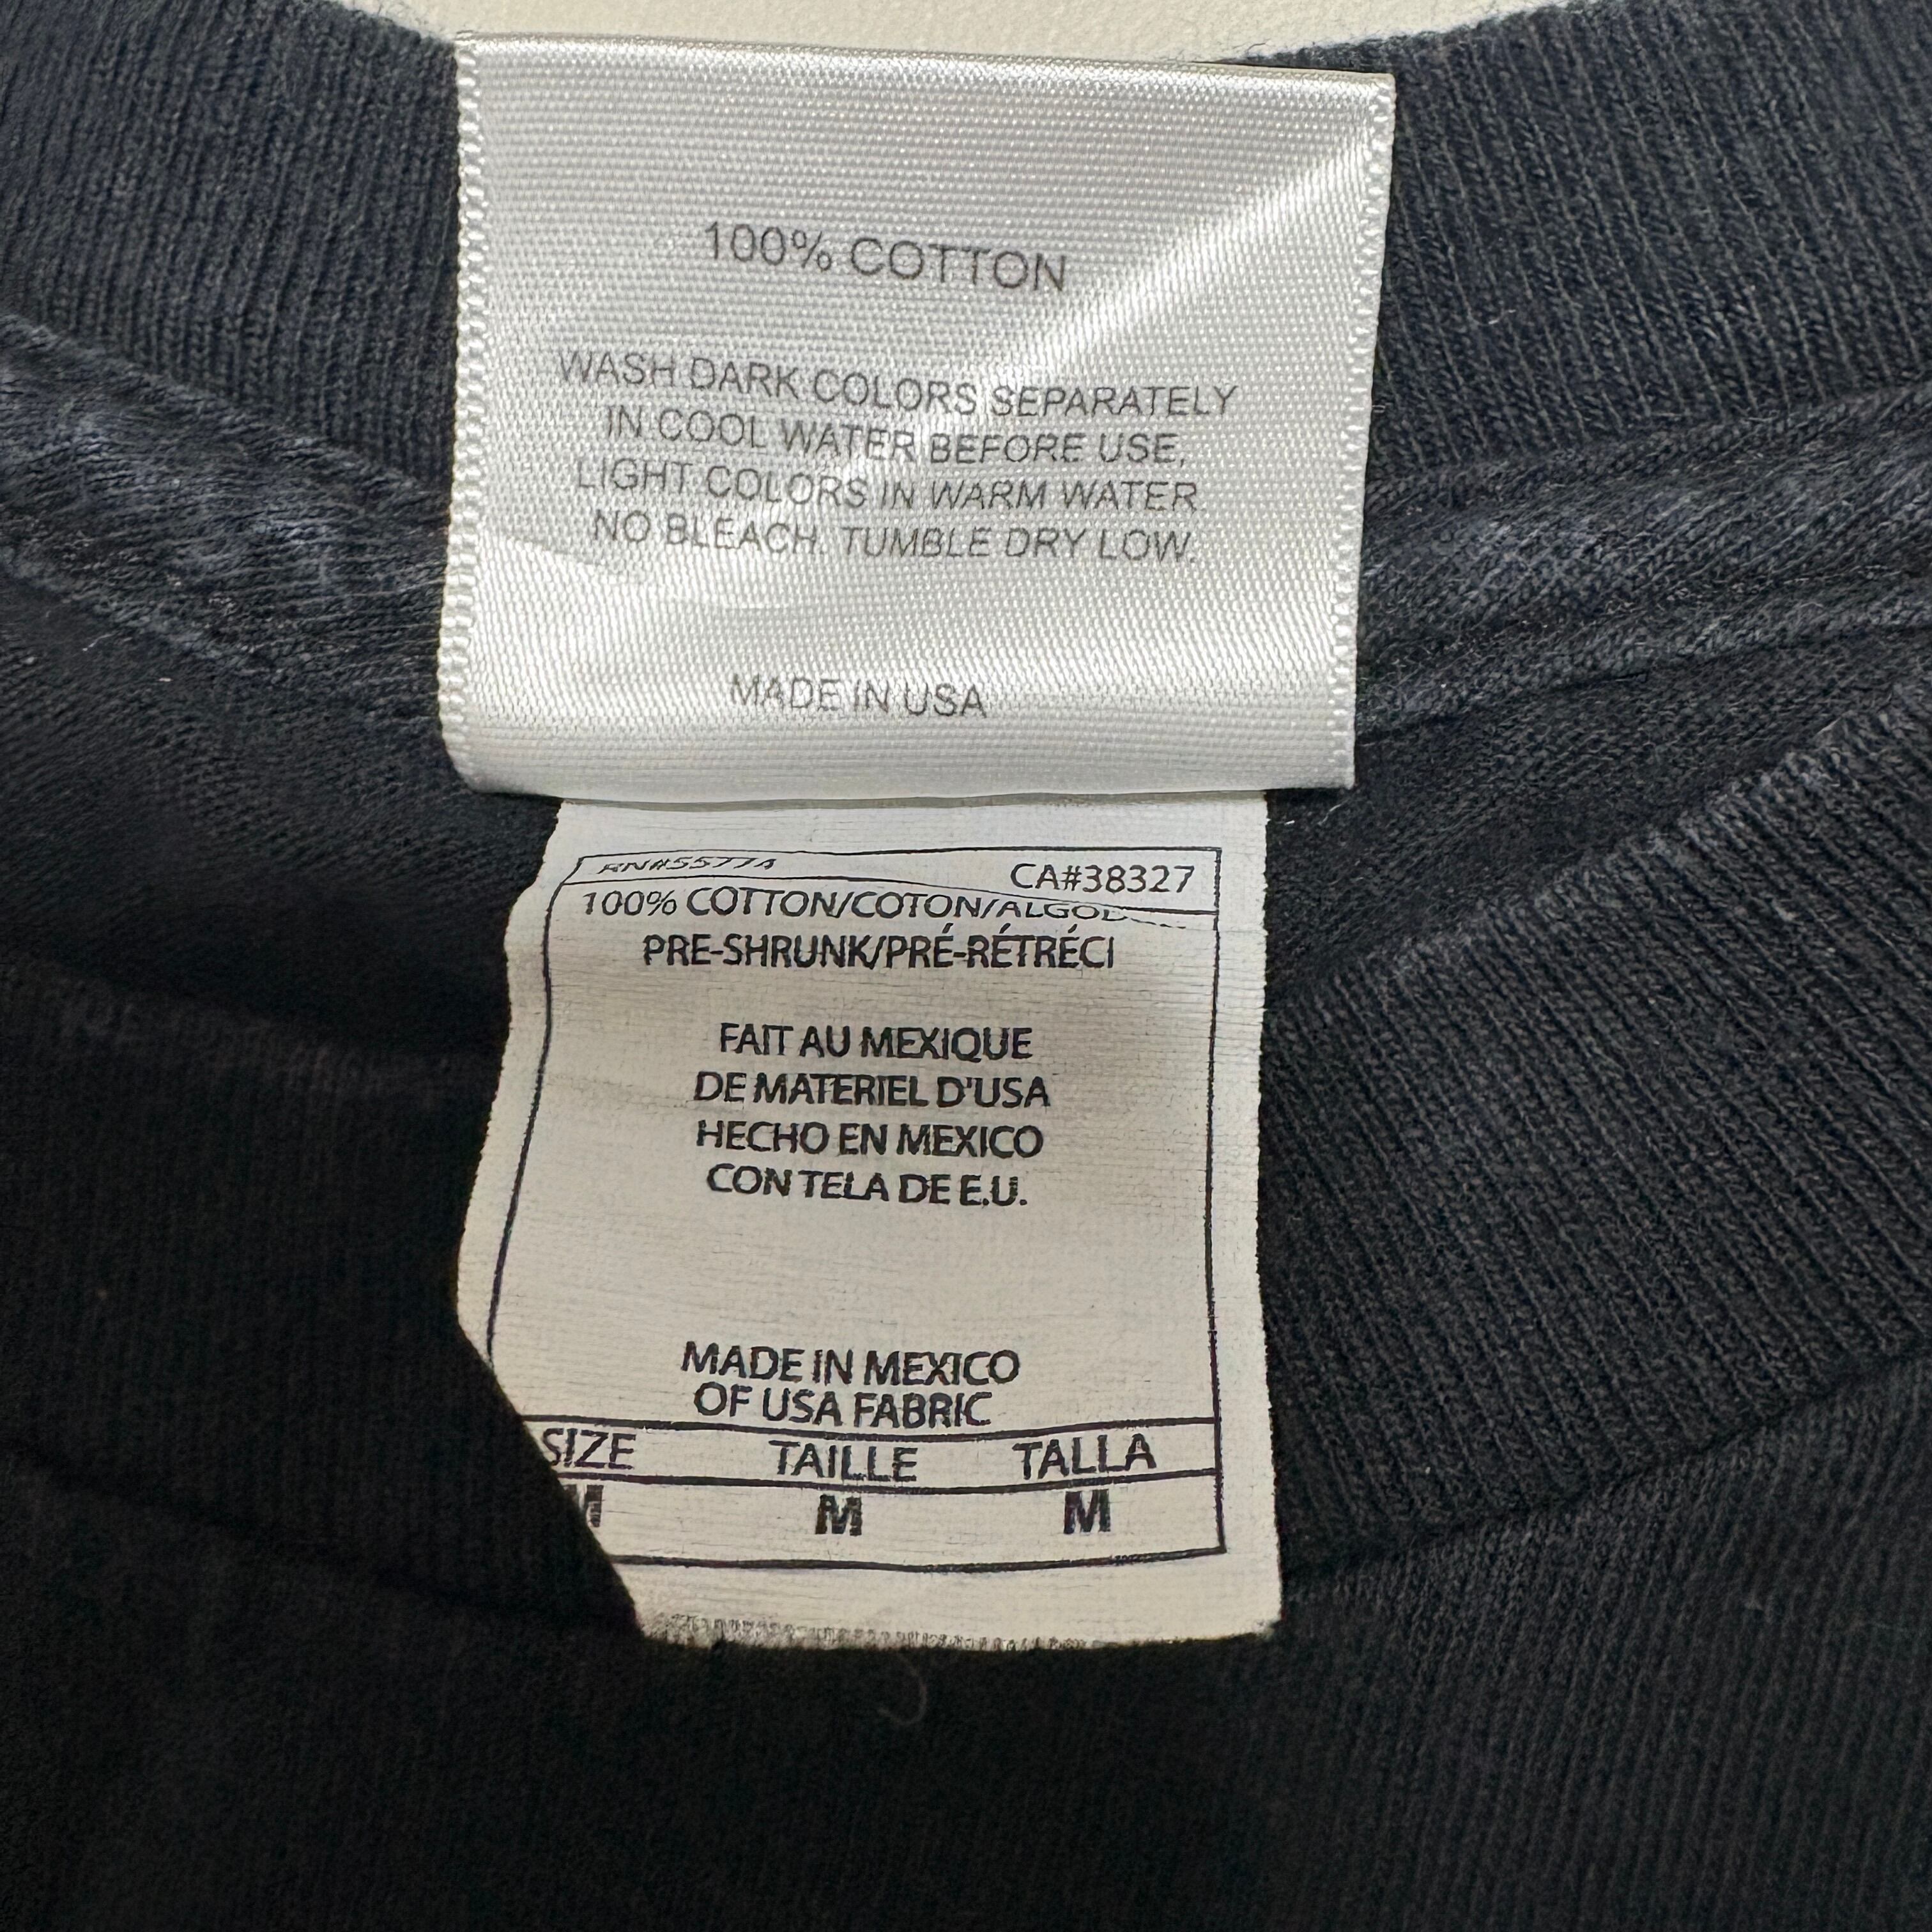 100% COTTON
WASH DARK COLORS SEPARATELY
IN COOL WATER BEFORE USE,
LIGHT COLORS IN WARM WATER
NO BLEACH. TUMBLE DRY LOW.
MADE IN USA
RN#55774 CA#38327
100% COTTON/COTON/ALGOD
PRE-SHRUNK/PRÉ-RÉTRÉCI
FAIT AU MEXIQUE
DE MATERIEL D'USA
HECHO EN MEXICO
CON TELA DE E.U.
MADE IN MEXICO
OF USA FABRIC
SIZE TAILLE TALLA
M M M